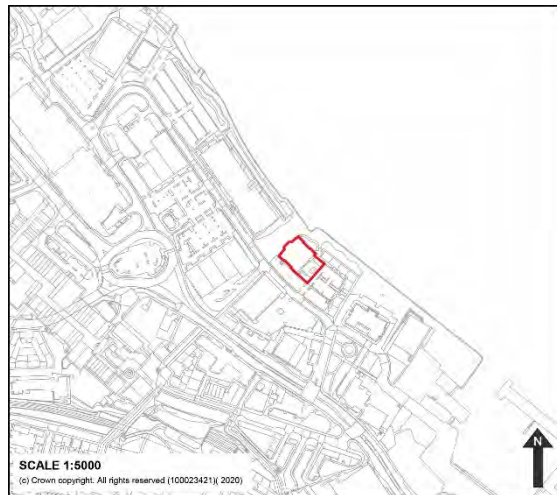 N
SCALE 1:5000
(c) Crown copyright. All rights reserved (100023421)( 2020)